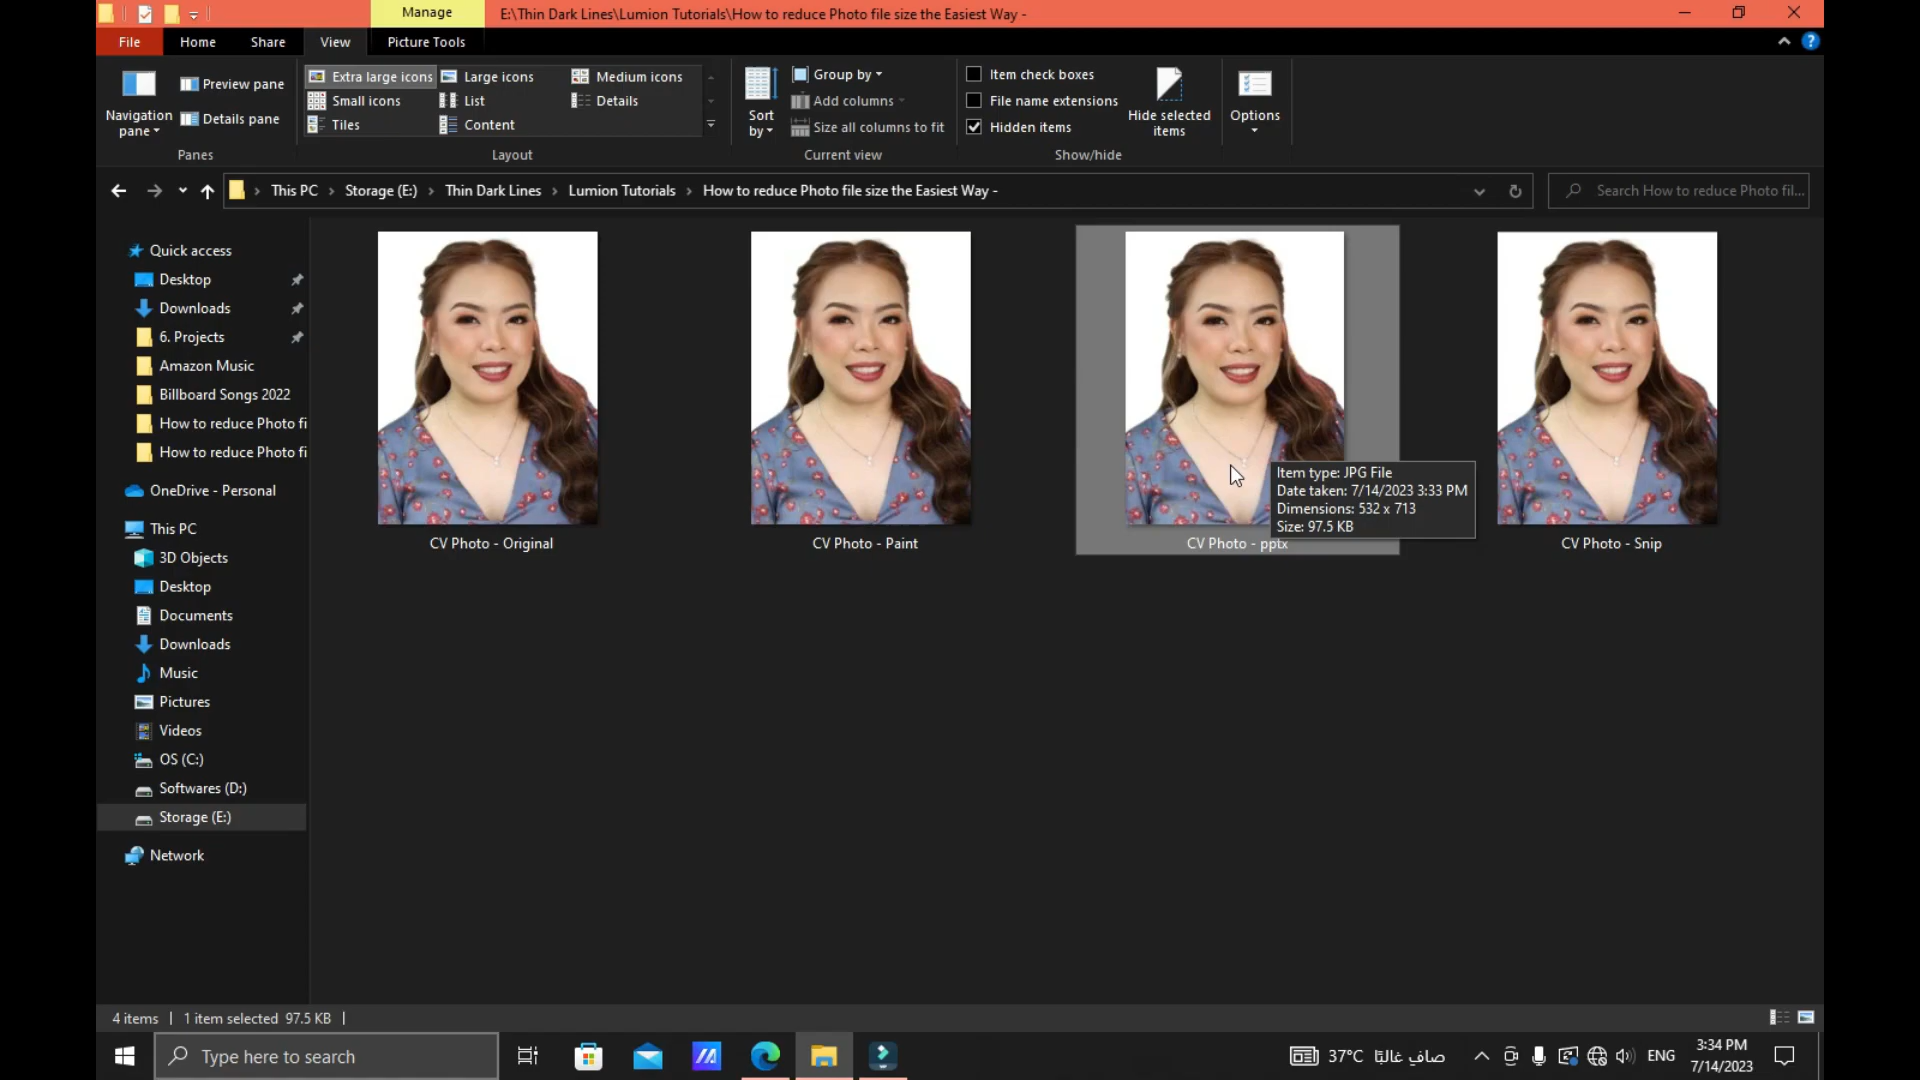 Manage
E:\Thin Dark Lines\Lumion Tutorials\How to reduce Photo file size the Easiest Way -
File
Home
Share
View
Picture Tools
Navigation pane
Preview pane
Details pane
Panes
Extra large icons
Large icons
Medium icons
Small icons
List
Details
Tiles
Content
Layout
Sort by
Group by
Add columns
Size all columns to fit
Current view
Item check boxes
File name extensions
Hidden items
Hide selected items
Show/hide
Options
This PC
Storage (E:)
Thin Dark Lines
Lumion Tutorials
How to reduce Photo file size the Easiest Way -
Search How to reduce Photo fil...
Quick access
Desktop
Downloads
6. Projects
Amazon Music
Billboard Songs 2022
How to reduce Photo fi
How to reduce Photo fi
OneDrive - Personal
This PC
3D Objects
Desktop
Documents
Downloads
Music
Pictures
Videos
OS (C:)
Softwares (D:)
Storage (E:)
Network
CV Photo - Original
CV Photo - Paint
CV Photo - pptx
CV Photo - Snip
Item type: JPG File
Date taken: 7/14/2023 3:33 PM
Dimensions: 532 x 713
Size: 97.5 KB
4 items
1 item selected 97.5 KB
Type here to search
37°C صافٍ غالبًا
ENG
3:34 PM
7/14/2023